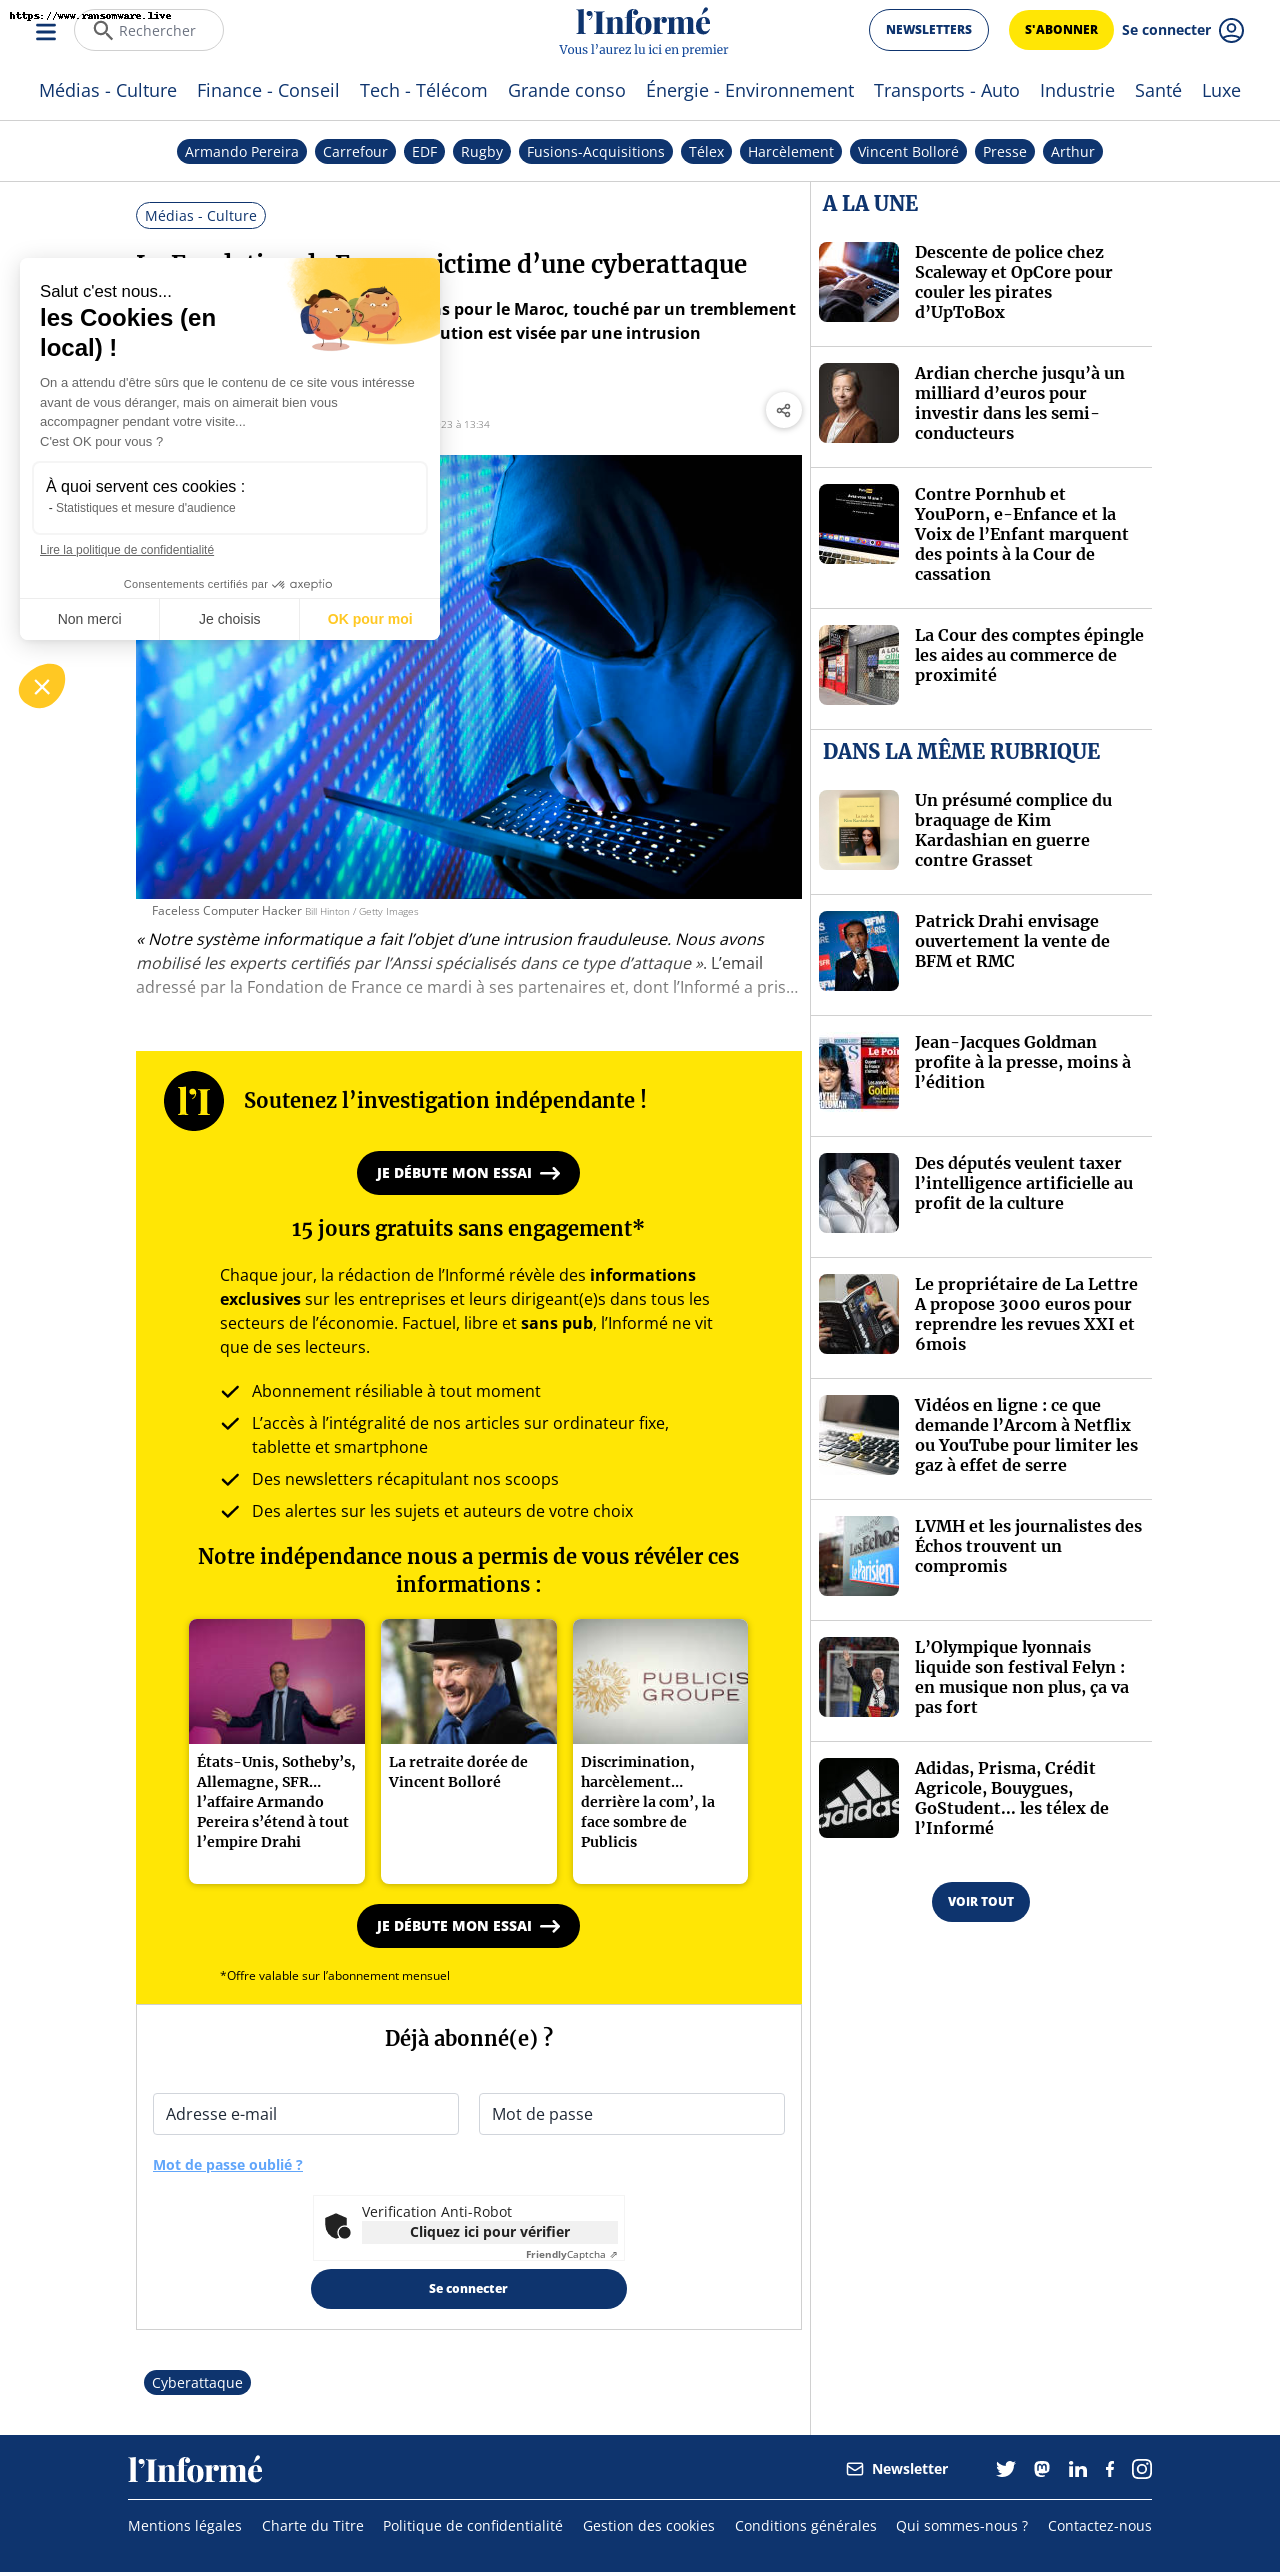 https://www.ransomware.live
Rechercher
l'Informé
Vous l'aurez lu ici en premier
NEWSLETTERS
S'ABONNER
Se connecter
Médias - Culture Finance - Conseil Tech - Télécom Grande conso Énergie - Environnement Transports - Auto Industrie Santé Luxe
Armando Pereira Carrefour EDF Rugby Fusions-Acquisitions Télex Harcèlement Vincent Bolloré Presse Arthur
Médias - Culture
ictime d'une cyberattaque
s pour le Maroc, touché par un tremblement
ution est visée par une intrusion
23 à 13:34
Salut c'est nous...
les Cookies (en
local) !
On a attendu d'être sûrs que le contenu de ce site vous intéresse
avant de vous déranger, mais on aimerait bien vous
accompagner pendant votre visite...
C'est OK pour vous ?
À quoi servent ces cookies :
- Statistiques et mesure d'audience
Lire la politique de confidentialité
Consentements certifiés par axeptio
Non merci
Je choisis
OK pour moi
Faceless Computer Hacker Bill Hinton / Getty Images
« Notre système informatique a fait l'objet d'une intrusion frauduleuse. Nous avons
mobilisé les experts certifiés par l'Anssi spécialisés dans ce type d'attaque ». L'email
adressé par la Fondation de France ce mardi à ses partenaires et, dont l'Informé a pris...
l'I
Soutenez l'investigation indépendante !
JE DÉBUTE MON ESSAI
15 jours gratuits sans engagement*
Chaque jour, la rédaction de l'Informé révèle des informations
exclusives sur les entreprises et leurs dirigeant(e)s dans tous les
secteurs de l'économie. Factuel, libre et sans pub, l'Informé ne vit
que de ses lecteurs.
Abonnement résiliable à tout moment
L'accès à l'intégralité de nos articles sur ordinateur fixe,
tablette et smartphone
Des newsletters récapitulant nos scoops
Des alertes sur les sujets et auteurs de votre choix
Notre indépendance nous a permis de vous révéler ces
informations :
États-Unis, Sotheby's,
Allemagne, SFR...
l'affaire Armando
Pereira s'étend à tout
l'empire Drahi
La retraite dorée de
Vincent Bolloré
PUBLICIS
GROUPE
Discrimination,
harcèlement...
derrière la com', la
face sombre de
Publicis
JE DÉBUTE MON ESSAI
*Offre valable sur l'abonnement mensuel
Déjà abonné(e) ?
Adresse e-mail
Mot de passe
Mot de passe oublié ?
Verification Anti-Robot
Cliquez ici pour vérifier
FriendlyCaptcha ⇗
Se connecter
Cyberattaque
A LA UNE
Descente de police chez
Scaleway et OpCore pour
couler les pirates
d'UpToBox
Ardian cherche jusqu'à un
milliard d'euros pour
investir dans les semi-
conducteurs
Contre Pornhub et
YouPorn, e-Enfance et la
Voix de l'Enfant marquent
des points à la Cour de
cassation
La Cour des comptes épingle
les aides au commerce de
proximité
DANS LA MÊME RUBRIQUE
Un présumé complice du
braquage de Kim
Kardashian en guerre
contre Grasset
Patrick Drahi envisage
ouvertement la vente de
BFM et RMC
Jean-Jacques Goldman
profite à la presse, moins à
l'édition
Des députés veulent taxer
l'intelligence artificielle au
profit de la culture
Le propriétaire de La Lettre
A propose 3000 euros pour
reprendre les revues XXI et
6mois
Vidéos en ligne : ce que
demande l'Arcom à Netflix
ou YouTube pour limiter les
gaz à effet de serre
LVMH et les journalistes des
Échos trouvent un
compromis
L'Olympique lyonnais
liquide son festival Felyn :
en musique non plus, ça va
pas fort
adidas
Adidas, Prisma, Crédit
Agricole, Bouygues,
GoStudent... les télex de
l'Informé
VOIR TOUT
l'Informé
Newsletter
Mentions légales Charte du Titre Politique de confidentialité Gestion des cookies Conditions générales Qui sommes-nous ? Contactez-nous